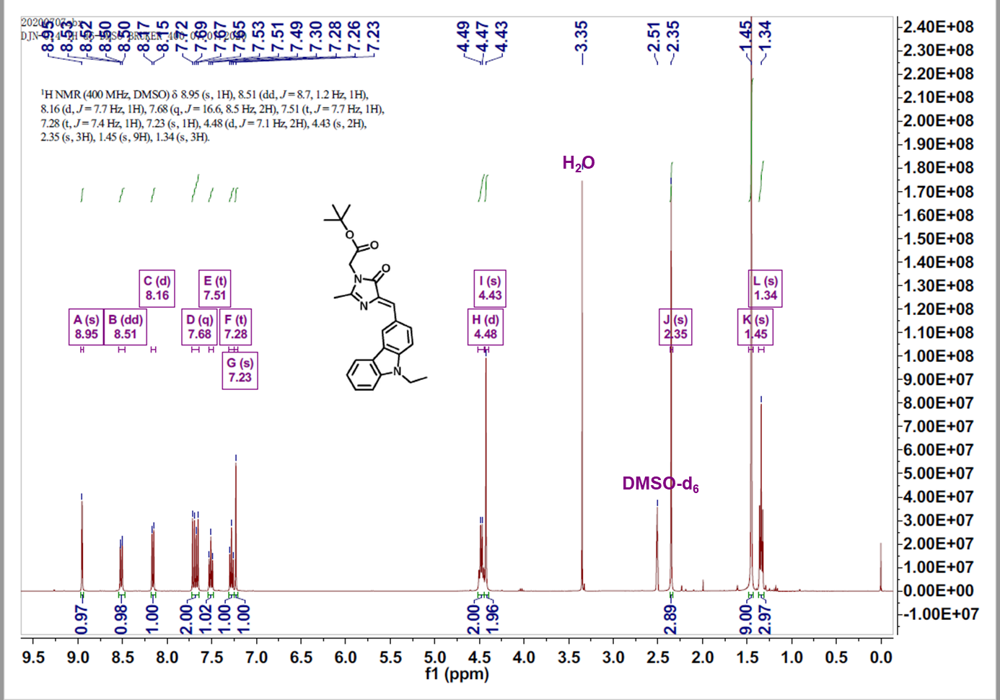 20200707
8.95
8.53
8.52
8.50
8.50
8.17
8.15
7.72
7.69
7.67
7.65
7.53
7.51
7.49
7.30
7.28
7.26
7.23
4.49
4.47
4.43
3.35
2.51
2.35
1.45
1.34
¹H NMR (400 MHz, DMSO) δ 8.95 (s, 1H), 8.51 (dd, J = 8.7, 1.2 Hz, 1H),
8.16 (d, J = 7.7 Hz, 1H), 7.68 (q, J = 16.6, 8.5 Hz, 2H), 7.51 (t, J = 7.7 Hz, 1H),
7.28 (t, J = 7.4 Hz, 1H), 7.23 (s, 1H), 4.48 (d, J = 7.1 Hz, 2H), 4.43 (s, 2H),
2.35 (s, 3H), 1.45 (s, 9H), 1.34 (s, 3H).
H₂O
O
O
N
O
N
N
C (d)
8.16
E (t)
7.51
I (s)
4.43
L (s)
1.34
A (s)
8.95
B (dd)
8.51
D (q)
7.68
F (t)
7.28
H (d)
4.48
J (s)
2.35
K (s)
1.45
G (s)
7.23
DMSO-d₆
2.40E+08
2.30E+08
2.20E+08
2.10E+08
2.00E+08
1.90E+08
1.80E+08
1.70E+08
1.60E+08
1.50E+08
1.40E+08
1.30E+08
1.20E+08
1.10E+08
1.00E+08
9.00E+07
8.00E+07
7.00E+07
6.00E+07
5.00E+07
4.00E+07
3.00E+07
2.00E+07
1.00E+07
0.00E+00
-1.00E+07
0.97
0.98
1.00
2.00
1.02
1.00
1.00
2.00
1.96
2.89
9.00
2.97
9.5 9.0 8.5 8.0 7.5 7.0 6.5 6.0 5.5 5.0 4.5 4.0 3.5 3.0 2.5 2.0 1.5 1.0 0.5 0.0
f1 (ppm)